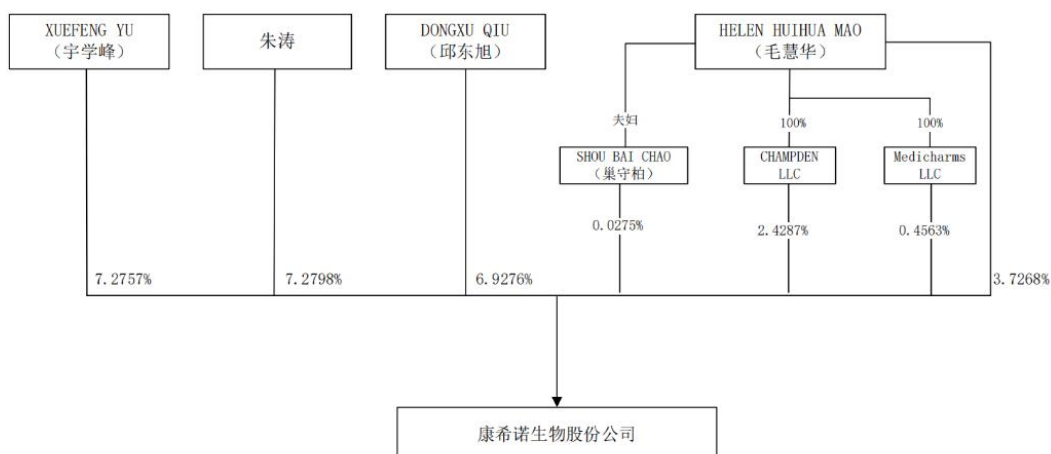 XUEFENG YU
（宇学峰）
朱涛
DONGXU QIU
（邱东旭）
HELEN HUIHUA MAO
（毛慧华）
夫妇
100%
100%
SHOU BAI CHAO
（巢守柏）
CHAMPDEN
LLC
Medicharms
LLC
0.0275%
2.4287%
0.4563%
7.2757%
7.2798%
6.9276%
3.7268%
康希诺生物股份公司